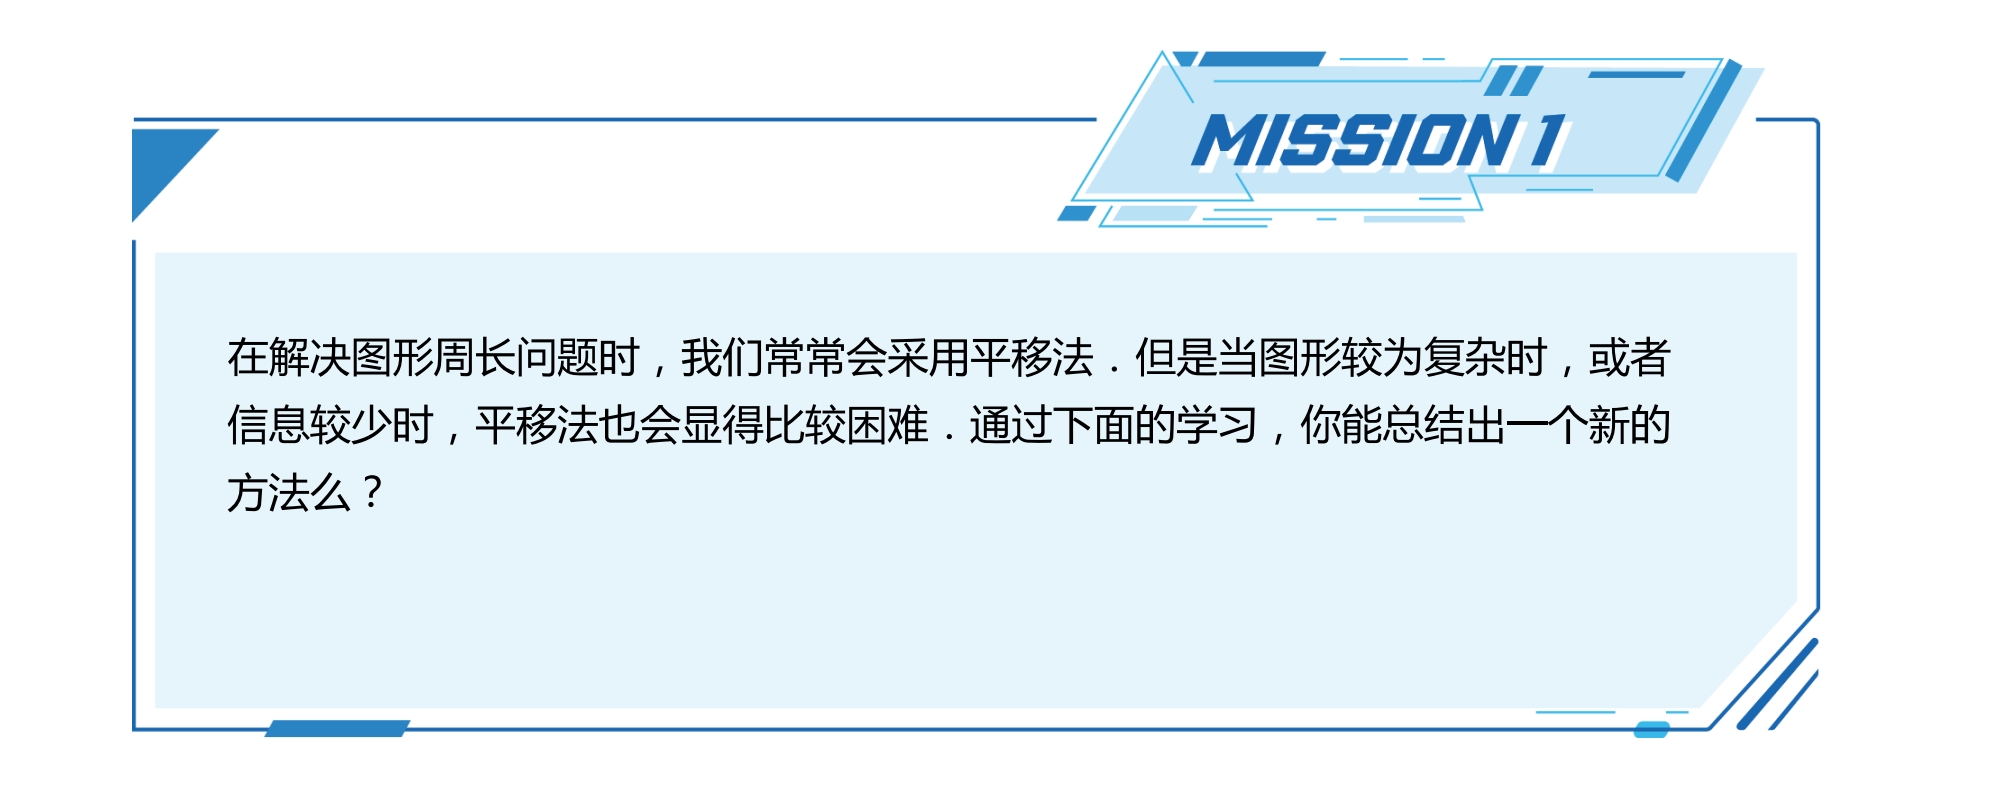 MISSION 1
在解决图形周长问题时，我们常常会采用平移法．但是当图形较为复杂时，或者
信息较少时，平移法也会显得比较困难．通过下面的学习，你能总结出一个新的
方法么？